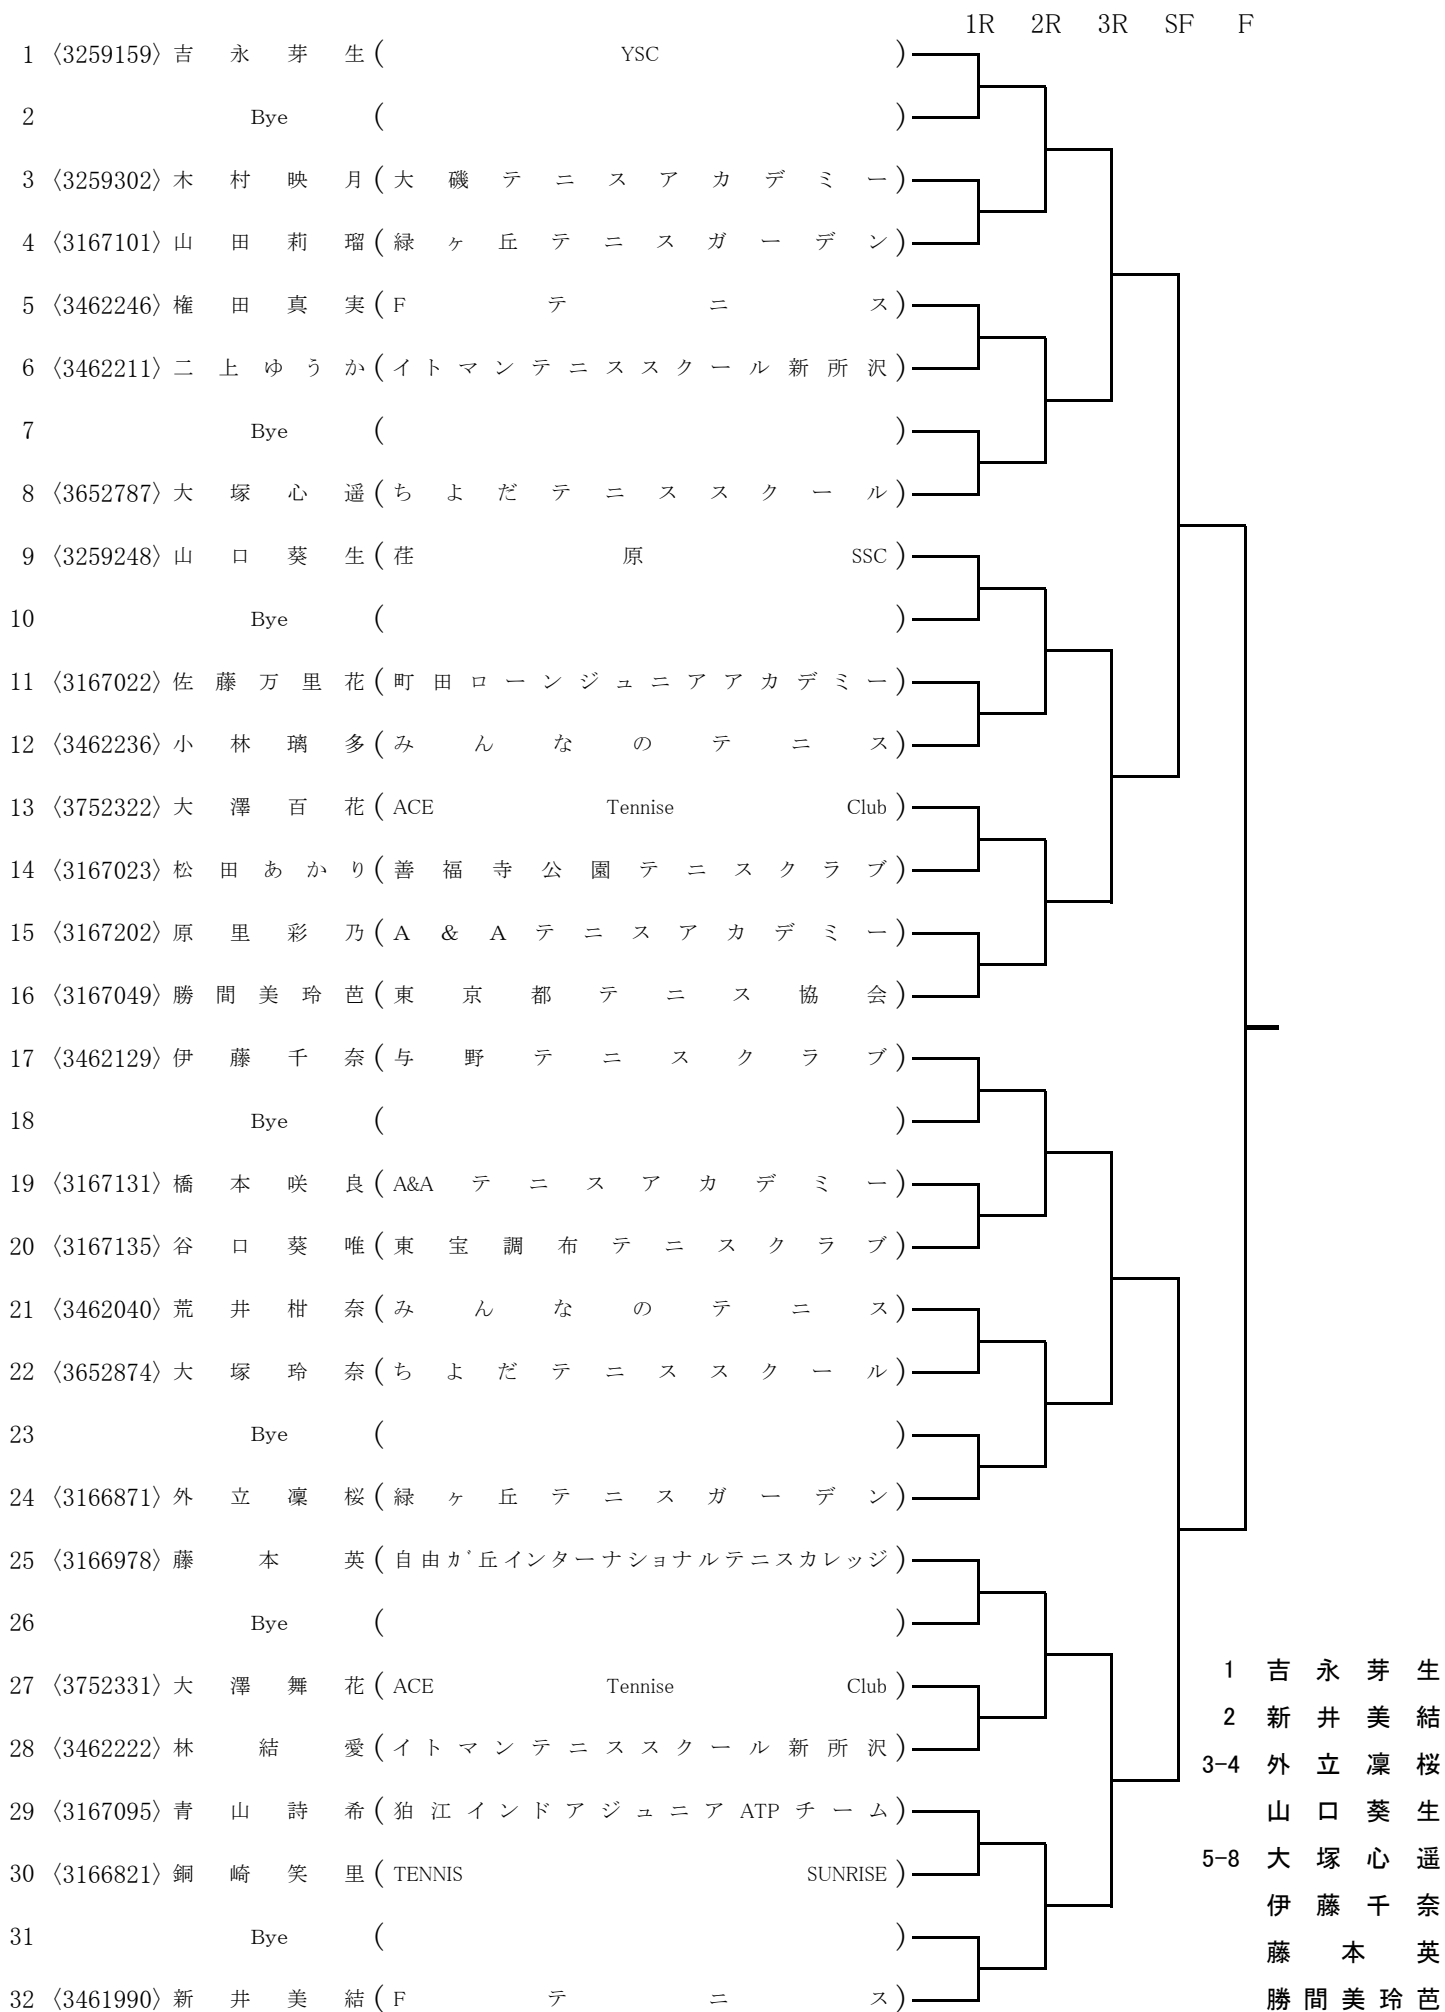 1R 2R 3R SF F
1 〈3259159〉 吉永芽生 ( YSC )
2 Bye ( )
3 〈3259302〉 木村映月 ( 大磯テニスアカデミー )
4 〈3167101〉 山田莉瑠 ( 緑ヶ丘テニスガーデン )
5 〈3462246〉 権田真実 ( Fテニス )
6 〈3462211〉 二上ゆうか ( イトマンテニススクール新所沢 )
7 Bye ( )
8 〈3652787〉 大塚心遥 ( ちよだテニススクール )
9 〈3259248〉 山口葵生 ( 荏原SSC )
10 Bye ( )
11 〈3167022〉 佐藤万里花 ( 町田ローンジュニアアカデミー )
12 〈3462236〉 小林璃多 ( みんなのテニス )
13 〈3752322〉 大澤百花 ( ACE Tennise Club )
14 〈3167023〉 松田あかり ( 善福寺公園テニスクラブ )
15 〈3167202〉 原里彩乃 ( A&Aテニスアカデミー )
16 〈3167049〉 勝間美玲芭 ( 東京都テニス協会 )
17 〈3462129〉 伊藤千奈 ( 与野テニスクラブ )
18 Bye ( )
19 〈3167131〉 橋本咲良 ( A&Aテニスアカデミー )
20 〈3167135〉 谷口葵唯 ( 東宝調布テニスクラブ )
21 〈3462040〉 荒井柑奈 ( みんなのテニス )
22 〈3652874〉 大塚玲奈 ( ちよだテニススクール )
23 Bye ( )
24 〈3166871〉 外立凜桜 ( 緑ヶ丘テニスガーデン )
25 〈3166978〉 藤本英 ( 自由が丘インターナショナルテニスカレッジ )
26 Bye ( )
27 〈3752331〉 大澤舞花 ( ACE Tennise Club )
28 〈3462222〉 林結愛 ( イトマンテニススクール新所沢 )
29 〈3167095〉 青山詩希 ( 狛江インドアジュニアATPチーム )
30 〈3166821〉 銅崎笑里 ( TENNIS SUNRISE )
31 Bye ( )
32 〈3461990〉 新井美結 ( Fテニス )
1 吉永芽生
2 新井美結
3-4 外立凜桜
山口葵生
5-8 大塚心遥
伊藤千奈
藤本英
勝間美玲芭